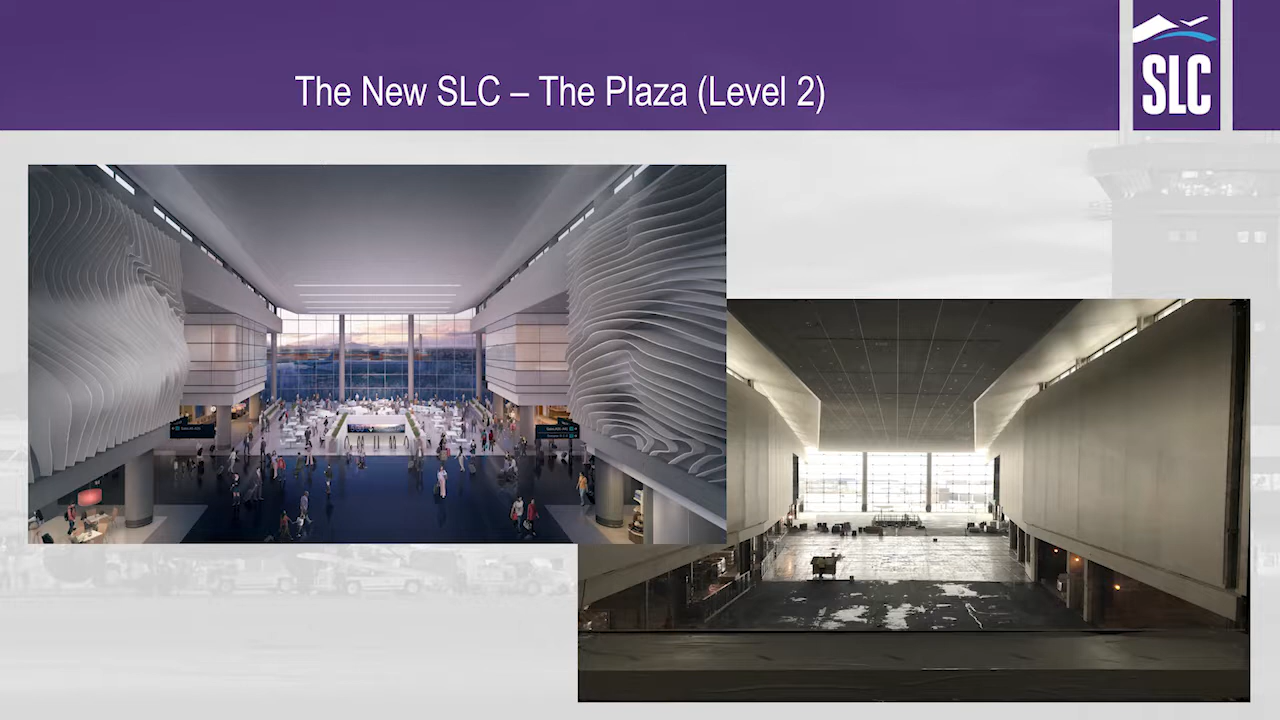 The New SLC – The Plaza (Level 2)
SLC